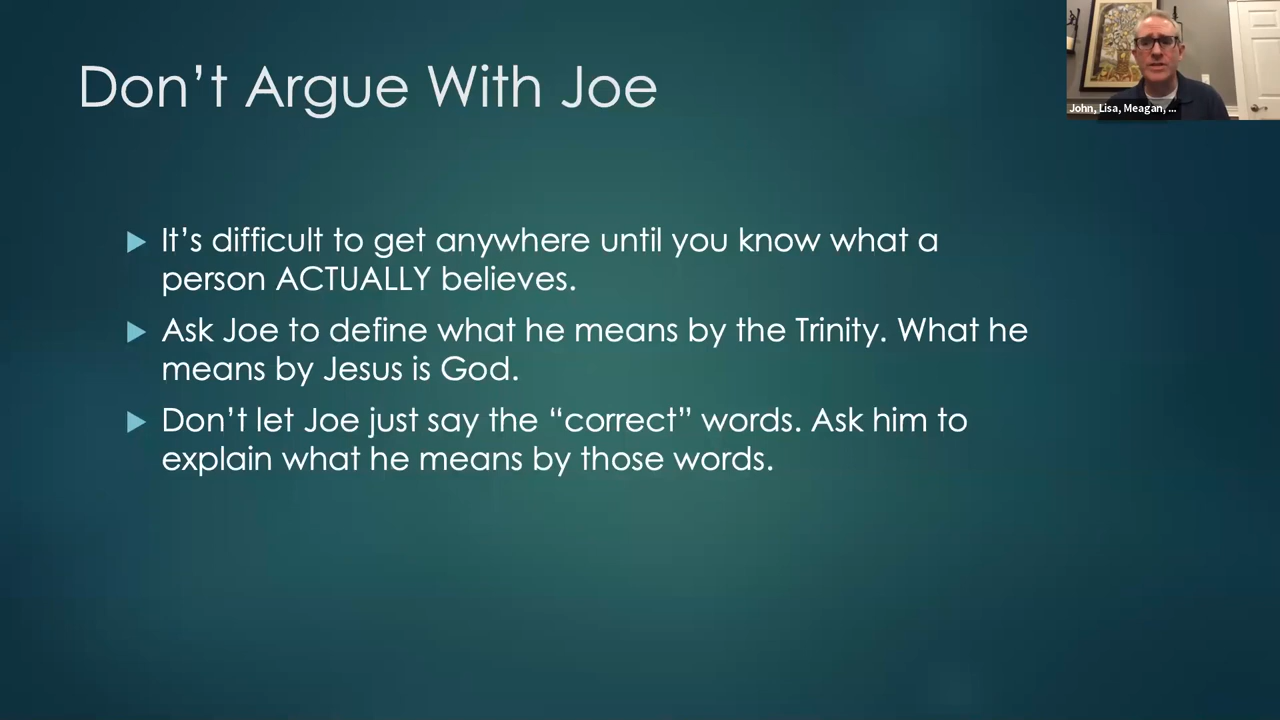 Don’t Argue With Joe
John, Lisa, Meagan, ...
It’s difficult to get anywhere until you know what a
person ACTUALLY believes.
Ask Joe to define what he means by the Trinity. What he
means by Jesus is God.
Don’t let Joe just say the “correct” words. Ask him to
explain what he means by those words.